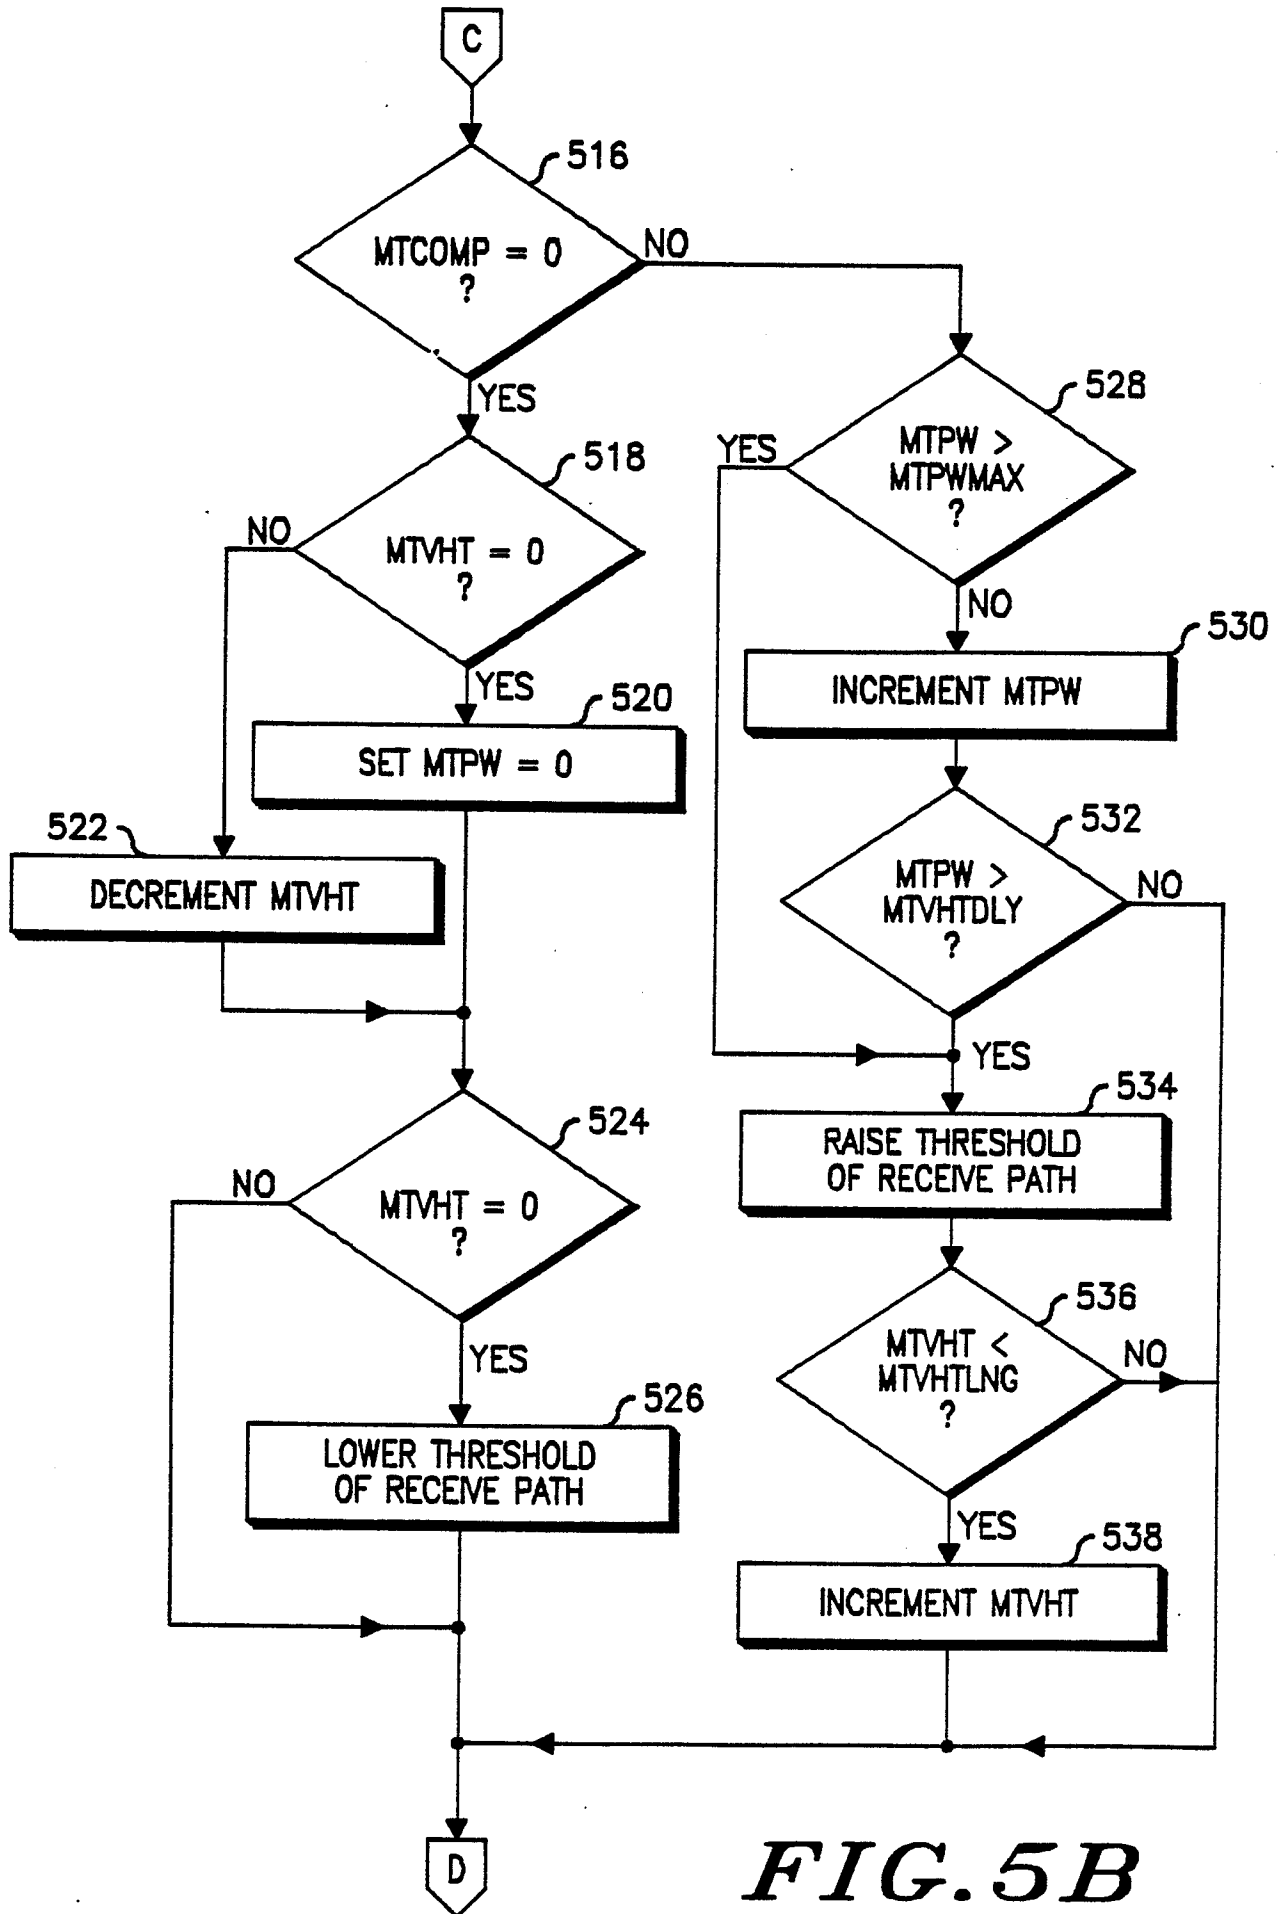 C
516
MTCOMP = 0
?
NO
YES
518
MTVHT = 0
?
NO
YES
520
SET MTPW = 0
522
DECREMENT MTVHT
524
MTVHT = 0
?
NO
YES
526
LOWER THRESHOLD
OF RECEIVE PATH
528
MTPW >
MTPWMAX
?
YES
NO
530
INCREMENT MTPW
532
MTPW >
MTVHTDLY
?
NO
YES
534
RAISE THRESHOLD
OF RECEIVE PATH
536
MTVHT <
MTVHTLNG
?
NO
YES
538
INCREMENT MTVHT
D
FIG.5B